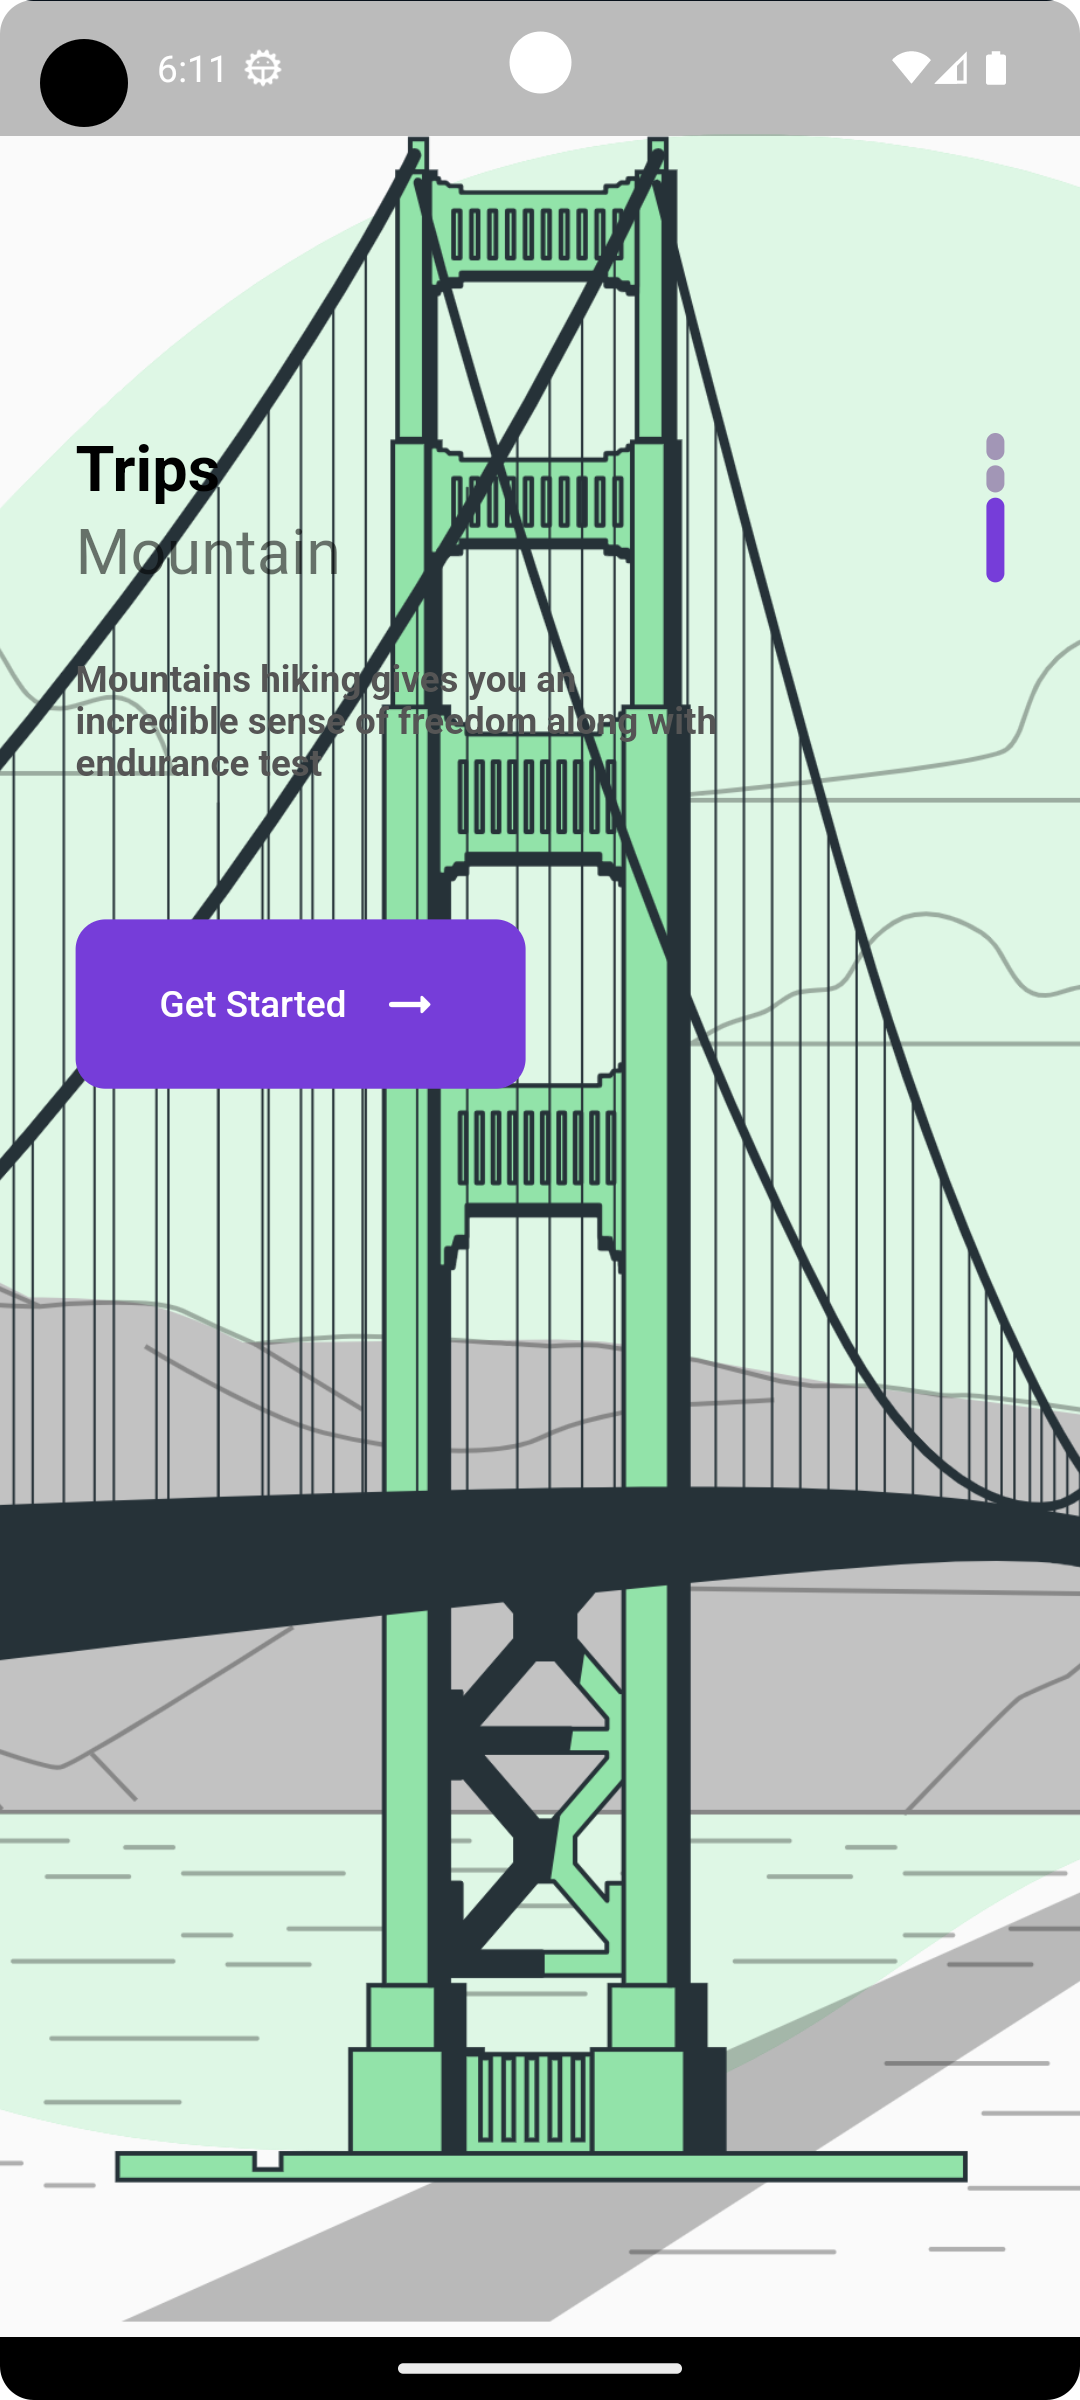 6:11
Trips
Mountain
Mountains hiking gives you an
incredible sense of freedom along with
endurance test
Get Started